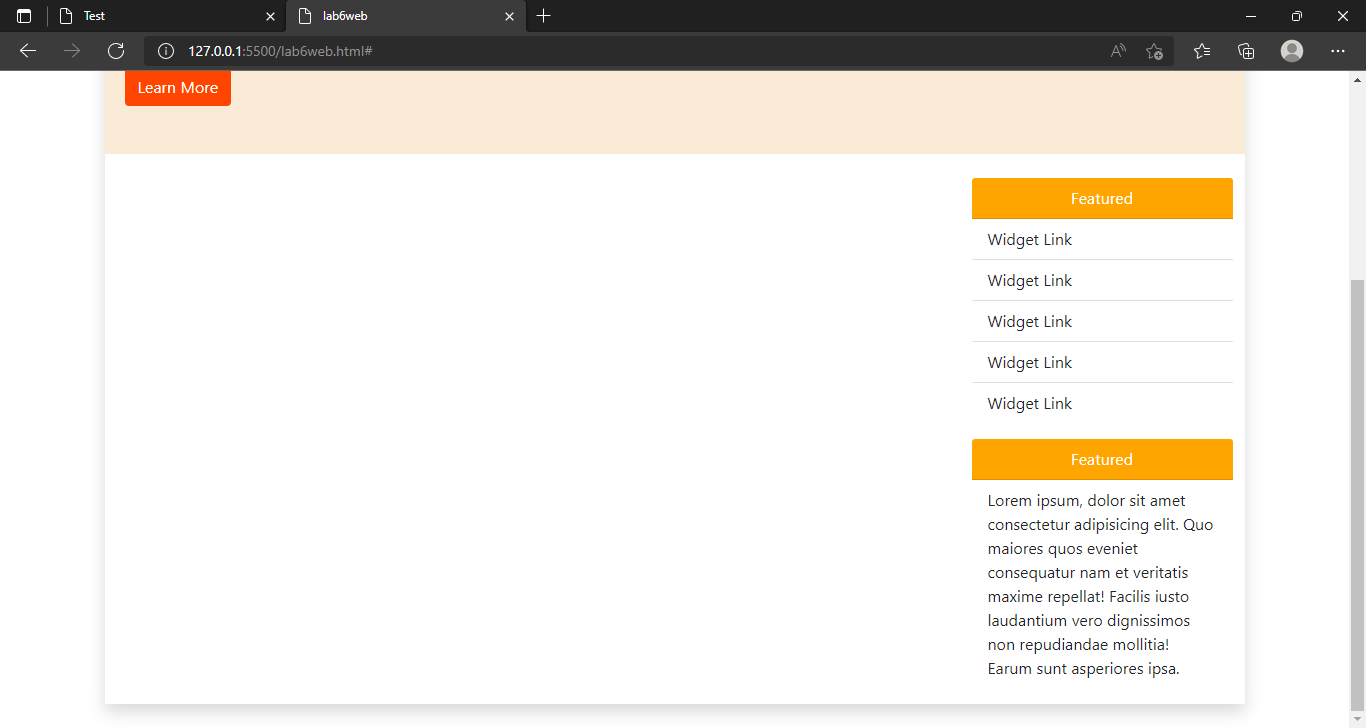 Test
lab6web
127.0.0.1:5500/lab6web.html#
Learn More
Featured
Widget Link
Widget Link
Widget Link
Widget Link
Widget Link
Featured
Lorem ipsum, dolor sit amet
consectetur adipisicing elit. Quo
maiores quos eveniet
consequatur nam et veritatis
maxime repellat! Facilis iusto
laudantium vero dignissimos
non repudiandae mollitia!
Earum sunt asperiores ipsa.